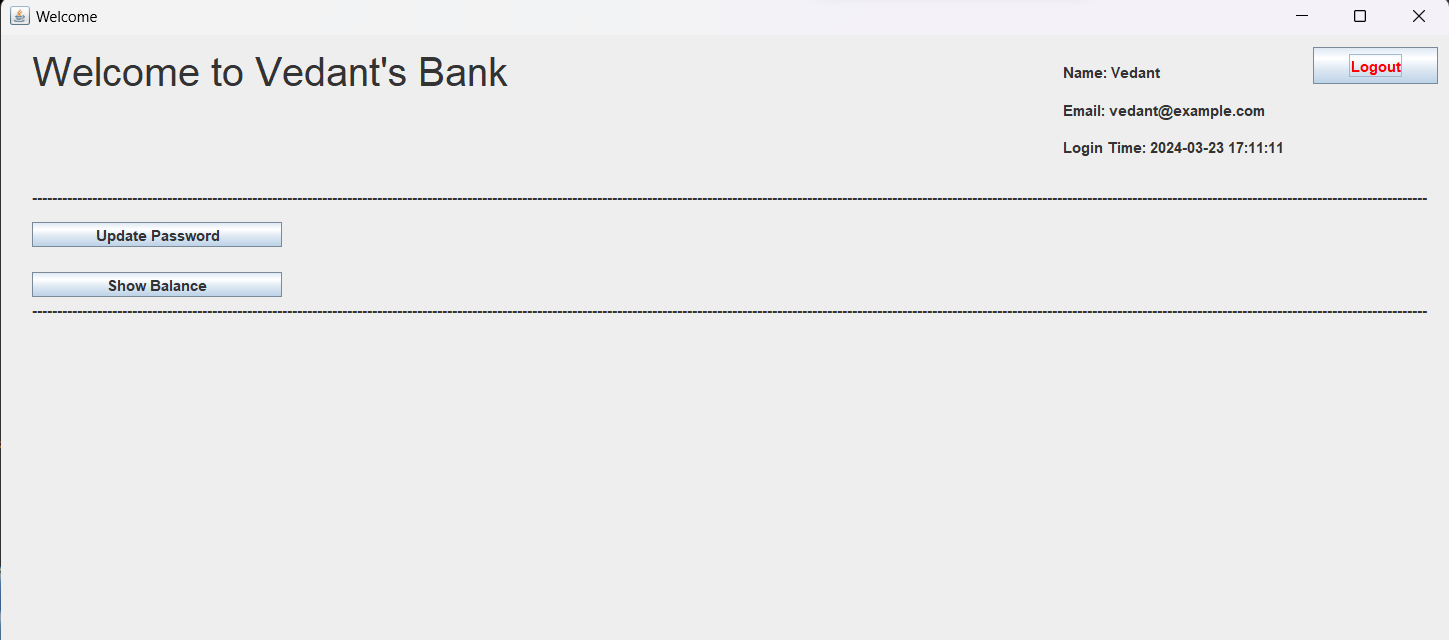 Welcome
Welcome to Vedant's Bank
Name: Vedant
Logout
Email: vedant@example.com
Login Time: 2024-03-23 17:11:11
Update Password
Show Balance